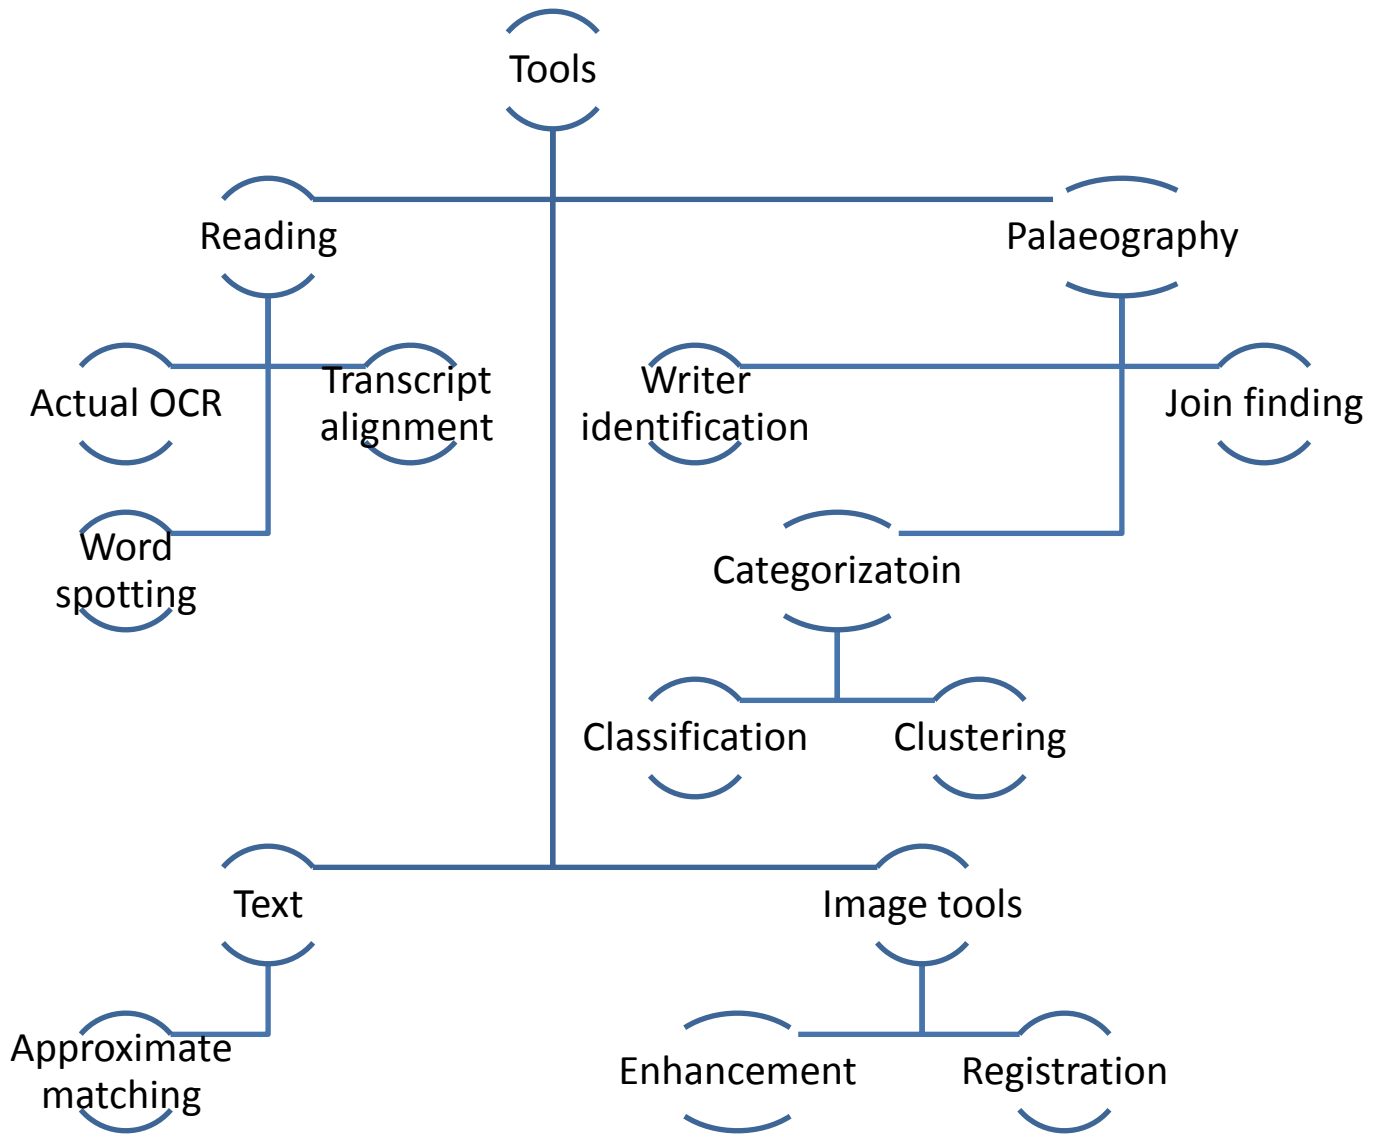 Tools
Reading
Palaeography
Actual OCR
Transcript
alignment
Writer
identification
Join finding
Word
spotting
Categorizatoin
Classification
Clustering
Text
Image tools
Approximate
matching
Enhancement
Registration